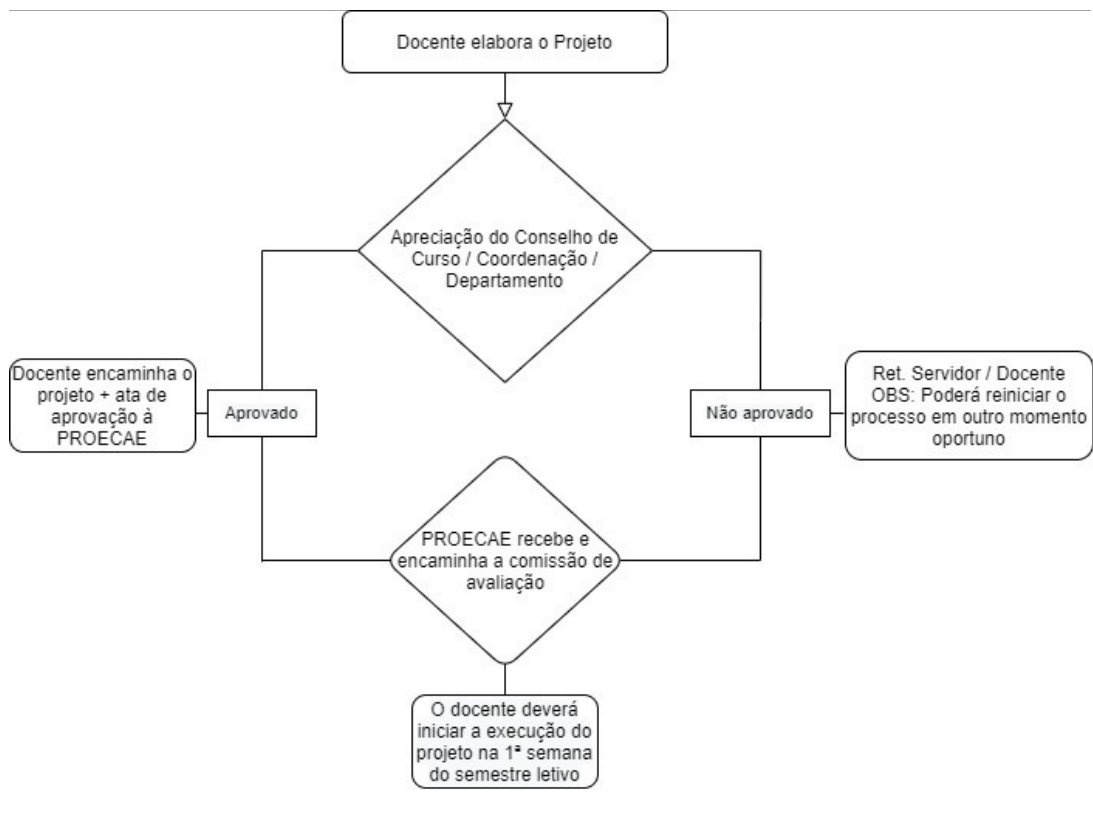 Docente elabora o Projeto
Apreciação do Conselho de
Curso / Coordenação /
Departamento
Docente encaminha o
projeto + ata de
aprovação à
PROECAE
Aprovado
Não aprovado
Ret. Servidor / Docente
OBS: Poderá reiniciar o
processo em outro momento
oportuno
PROECAE recebe e
encaminha a comissão de
avaliação
O docente deverá
iniciar a execução do
projeto na 1ª semana
do semestre letivo